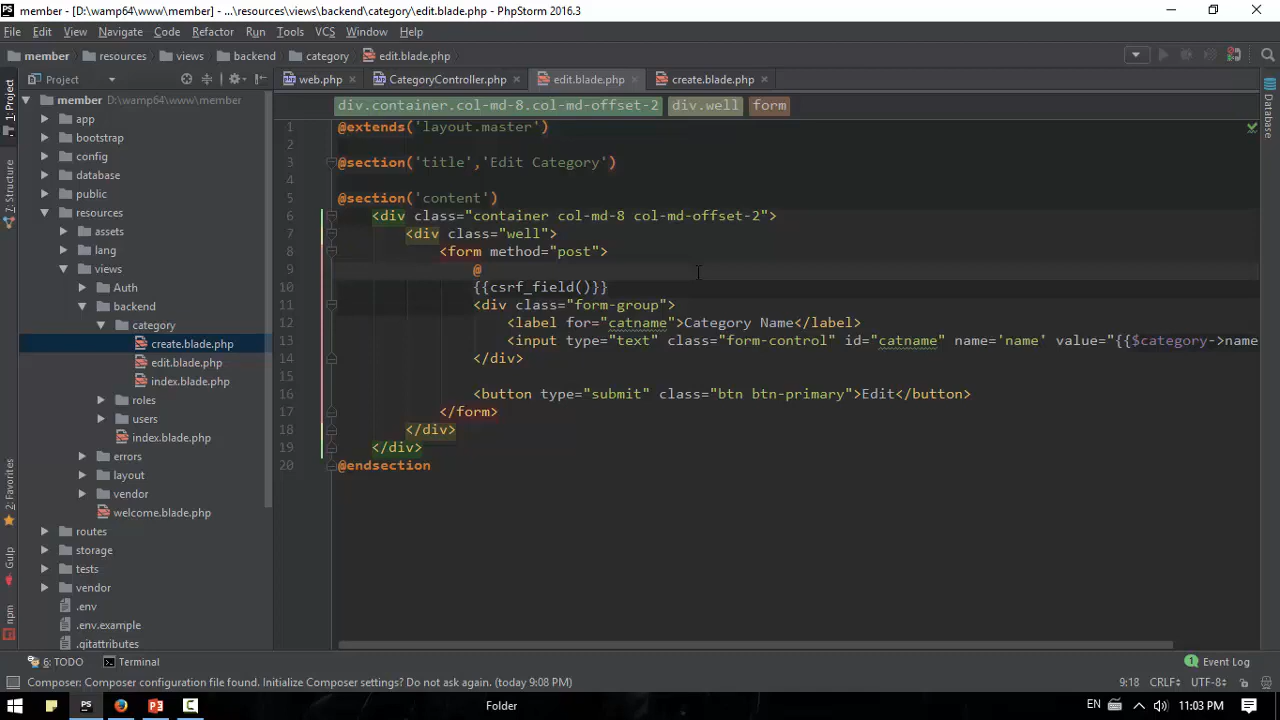 member - [D:\wamp64\www\member] - ...\resources\views\backend\category\edit.blade.php - PhpStorm 2016.3
File Edit View Navigate Code Refactor Run Tools VCS Window Help
member resources views backend category edit.blade.php
Project
web.php CategoryController.php edit.blade.php create.blade.php
div.container.col-md-8.col-md-offset-2 div.well form
member D:\wamp64\www\member
app
bootstrap
config
database
public
resources
assets
lang
views
Auth
backend
category
create.blade.php
edit.blade.php
index.blade.php
roles
users
index.blade.php
errors
layout
vendor
welcome.blade.php
routes
storage
tests
vendor
.env
.env.example
.gitattributes
1 @extends('layout.master')
2
3 @section('title','Edit Category')
4
5 @section('content')
6 <div class="container col-md-8 col-md-offset-2">
7 <div class="well">
8 <form method="post">
9 @
10 {{csrf_field()}}
11 <div class="form-group">
12 <label for="catname">Category Name</label>
13 <input type="text" class="form-control" id="catname" name='name' value="{{$category->name
14 </div>
15
16 <button type="submit" class="btn btn-primary">Edit</button>
17 </form>
18 </div>
19 </div>
20 @endsection
1: Project
7: Structure
2: Favorites
Gulp
npm
Database
6: TODO Terminal 1 Event Log
Composer: Composer configuration file found. Initialize Composer settings? Do not ask again. (today 9:08 PM) 9:18 CRLF÷ UTF-8÷
Folder EN 11:03 PM